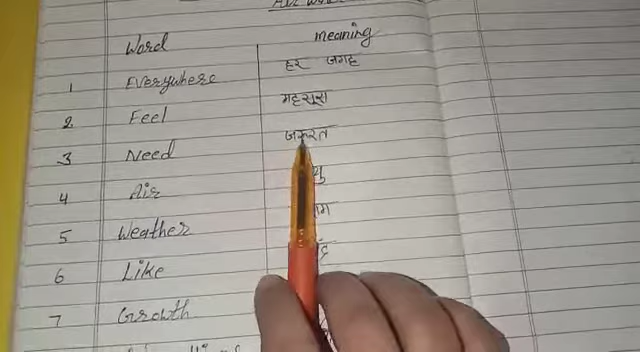 Word meaning
1 Everywhere हर जगह
2 Feel महसूस
3 Need जरूरत
4 Air
5 Weather
6 Like
7 Growth